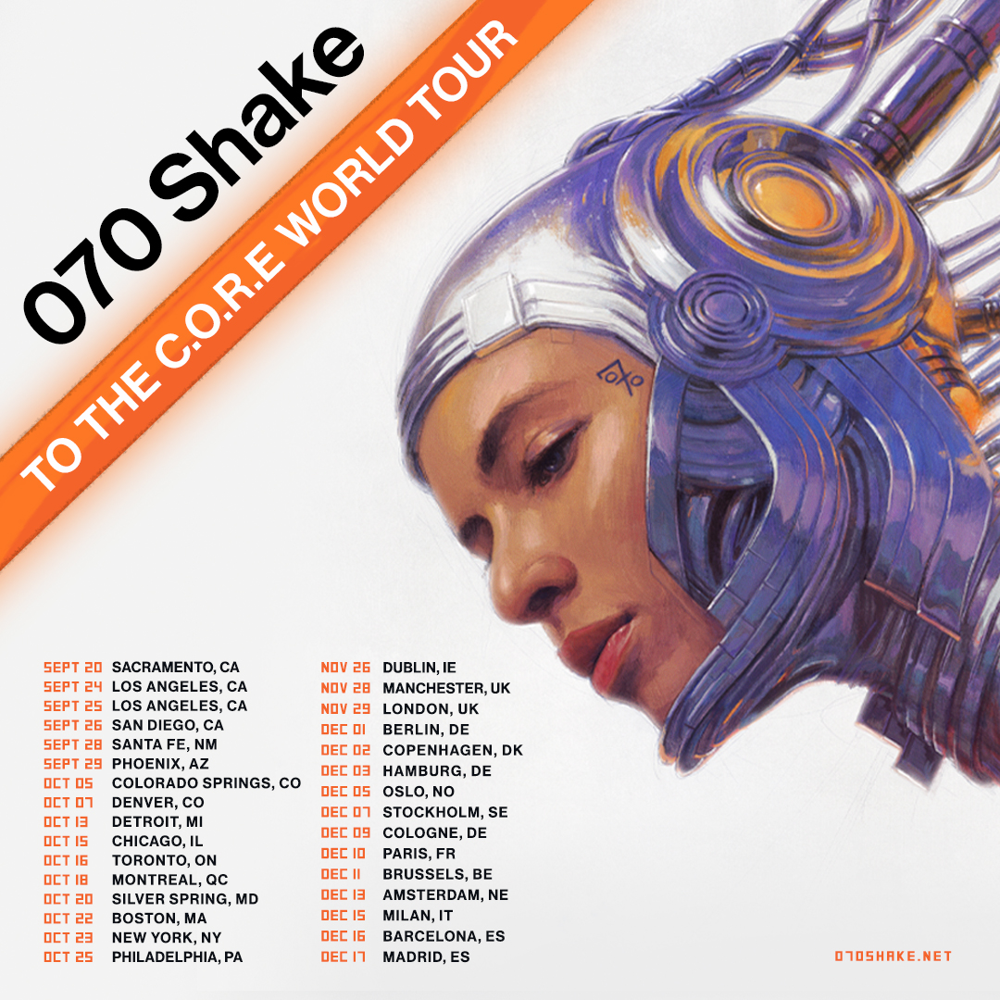 070 Shake
TO THE C.O.R.E WORLD TOUR
SEPT 20 SACRAMENTO, CA
SEPT 24 LOS ANGELES, CA
SEPT 25 LOS ANGELES, CA
SEPT 26 SAN DIEGO, CA
SEPT 28 SANTA FE, NM
SEPT 29 PHOENIX, AZ
OCT 05 COLORADO SPRINGS, CO
OCT 07 DENVER, CO
OCT 13 DETROIT, MI
OCT 15 CHICAGO, IL
OCT 16 TORONTO, ON
OCT 18 MONTREAL, QC
OCT 20 SILVER SPRING, MD
OCT 22 BOSTON, MA
OCT 23 NEW YORK, NY
OCT 25 PHILADELPHIA, PA
NOV 26 DUBLIN, IE
NOV 28 MANCHESTER, UK
NOV 29 LONDON, UK
DEC 01 BERLIN, DE
DEC 02 COPENHAGEN, DK
DEC 03 HAMBURG, DE
DEC 05 OSLO, NO
DEC 07 STOCKHOLM, SE
DEC 09 COLOGNE, DE
DEC 10 PARIS, FR
DEC 11 BRUSSELS, BE
DEC 13 AMSTERDAM, NE
DEC 15 MILAN, IT
DEC 16 BARCELONA, ES
DEC 17 MADRID, ES
070SHAKE.NET